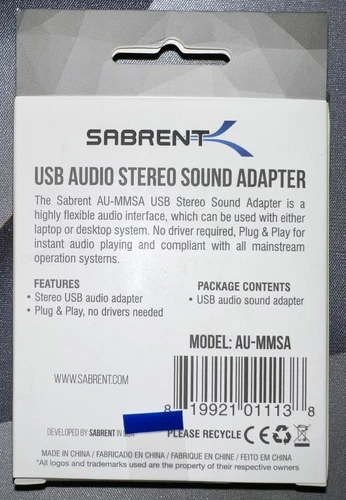 SABRENT
USB AUDIO STEREO SOUND ADAPTER
The Sabrent AU-MMSA USB Stereo Sound Adapter is a
highly flexible audio interface, which can be used with either
laptop or desktop system. No driver required, Plug & Play for
instant audio playing and compliant with all mainstream
operation systems.
FEATURES
• Stereo USB audio adapter
• Plug & Play, no drivers needed
PACKAGE CONTENTS
• USB audio sound adapter
MODEL: AU-MMSA
WWW.SABRENT.COM
8 19921 01113 8
DEVELOPED BY SABRENT IN
PLEASE RECYCLE CE
MADE IN CHINA / FABRICADO EN CHINA / FABRIQUE EN CHINE / FEITO EM CHINA
*All logos and trademarks used are the property of their respective owners